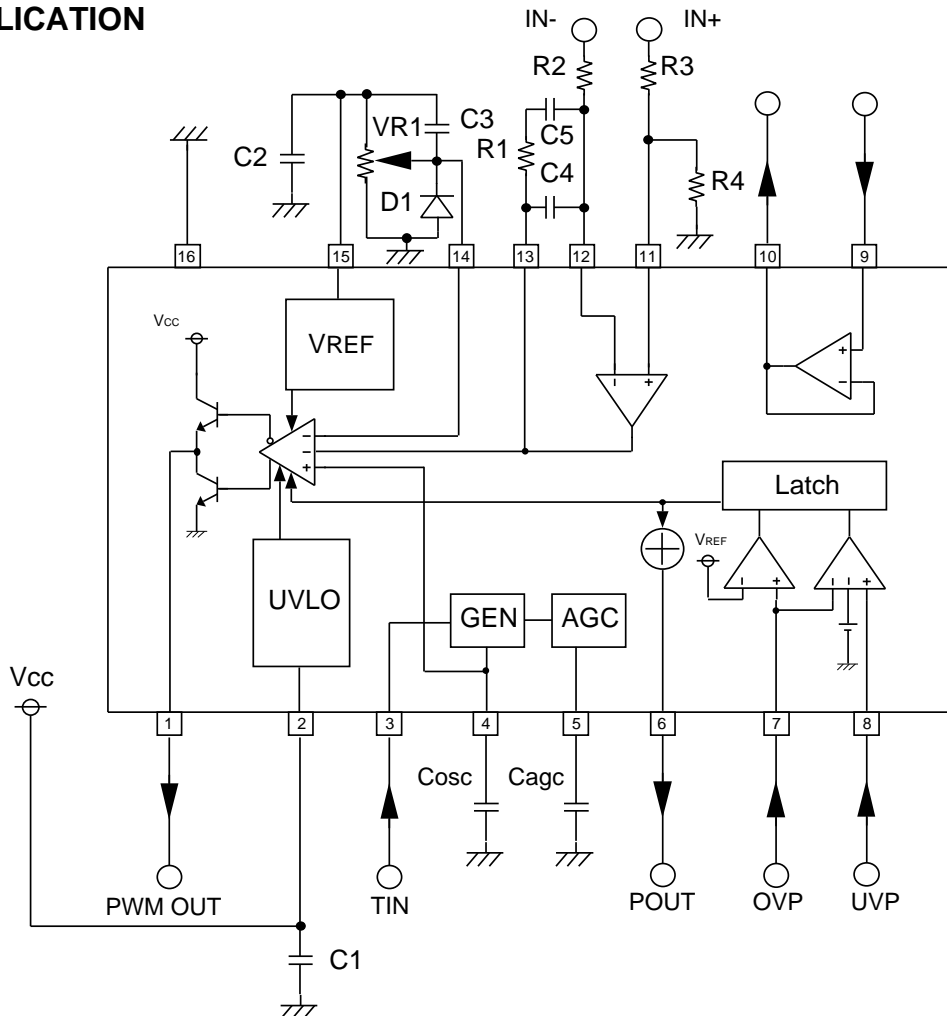 LICATION
IN-
IN+
R2
R3
VR1
C3
C5
C2
R1
C4
R4
D1
16
15
14
13
12
11
10
9
Vcc
VREF
Latch
VREF
UVLO
GEN
AGC
Vcc
1
2
3
4
5
6
7
8
Cosc
Cagc
PWM OUT
TIN
POUT
OVP
UVP
C1